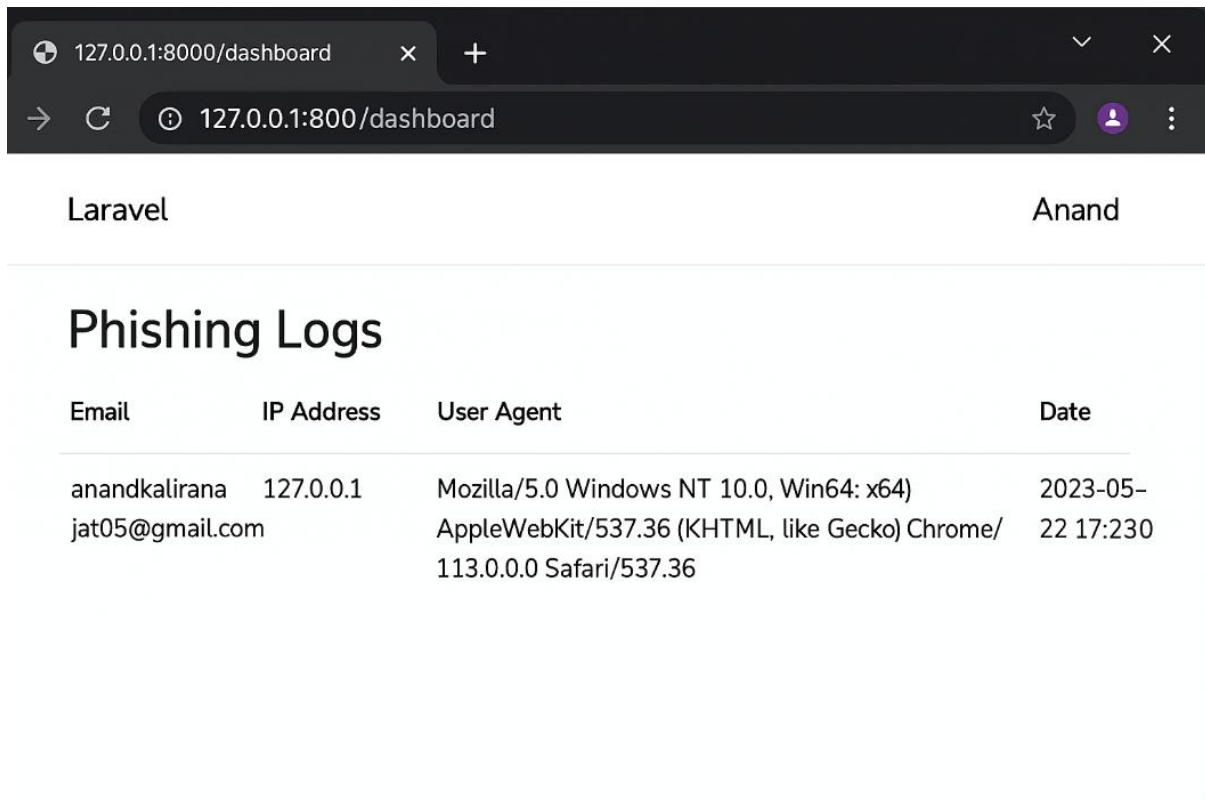 127.0.0.1:8000/dashboard
127.0.0.1:800/dashboard
Laravel Anand
Phishing Logs
Email IP Address User Agent Date
anandkalirana 127.0.0.1 Mozilla/5.0 Windows NT 10.0, Win64: x64) 2023-05–
jat05@gmail.com AppleWebKit/537.36 (KHTML, like Gecko) Chrome/ 22 17:230
113.0.0.0 Safari/537.36